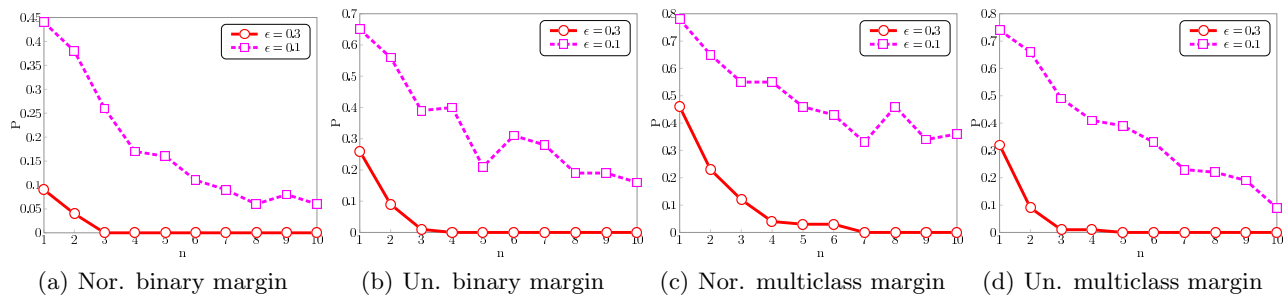 0.45
0.4
0.35
0.3
0.25
0.2
0.15
0.1
0.05
0
P
1 2 3 4 5 6 7 8 9 10
n
ϵ = 0.3
ϵ = 0.1
(a) Nor. binary margin
0.7
0.6
0.5
0.4
0.3
0.2
0.1
0
P
1 2 3 4 5 6 7 8 9 10
n
ϵ = 0.3
ϵ = 0.1
(b) Un. binary margin
0.8
0.7
0.6
0.5
0.4
0.3
0.2
0.1
0
P
1 2 3 4 5 6 7 8 9 10
n
ϵ = 0.3
ϵ = 0.1
(c) Nor. multiclass margin
0.8
0.7
0.6
0.5
0.4
0.3
0.2
0.1
0
P
1 2 3 4 5 6 7 8 9 10
n
ϵ = 0.3
ϵ = 0.1
(d) Un. multiclass margin